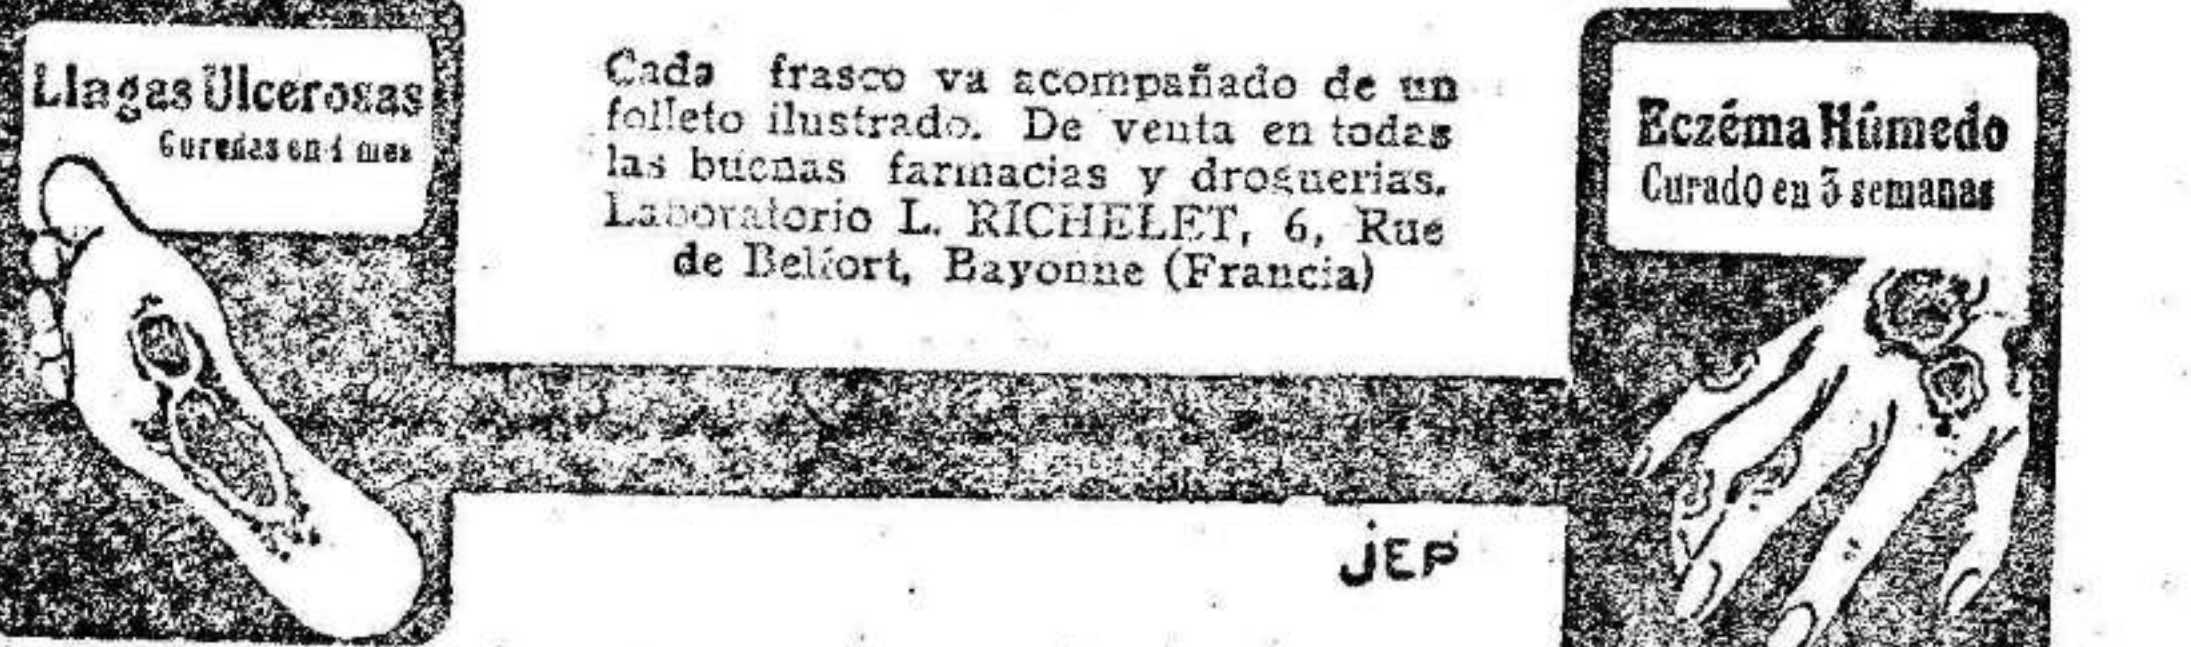 Llagas Ulcerosas
Curadas en 1 mes
Cada frasco va acompañado de un
folleto ilustrado. De venta en todas
las buenas farmacias y droguerias.
Laboratorio L. RICHELET, 6, Rue
de Belfort, Bayonne (Francia)
Eczéma Húmedo
Curado en 3 semanas
JEP